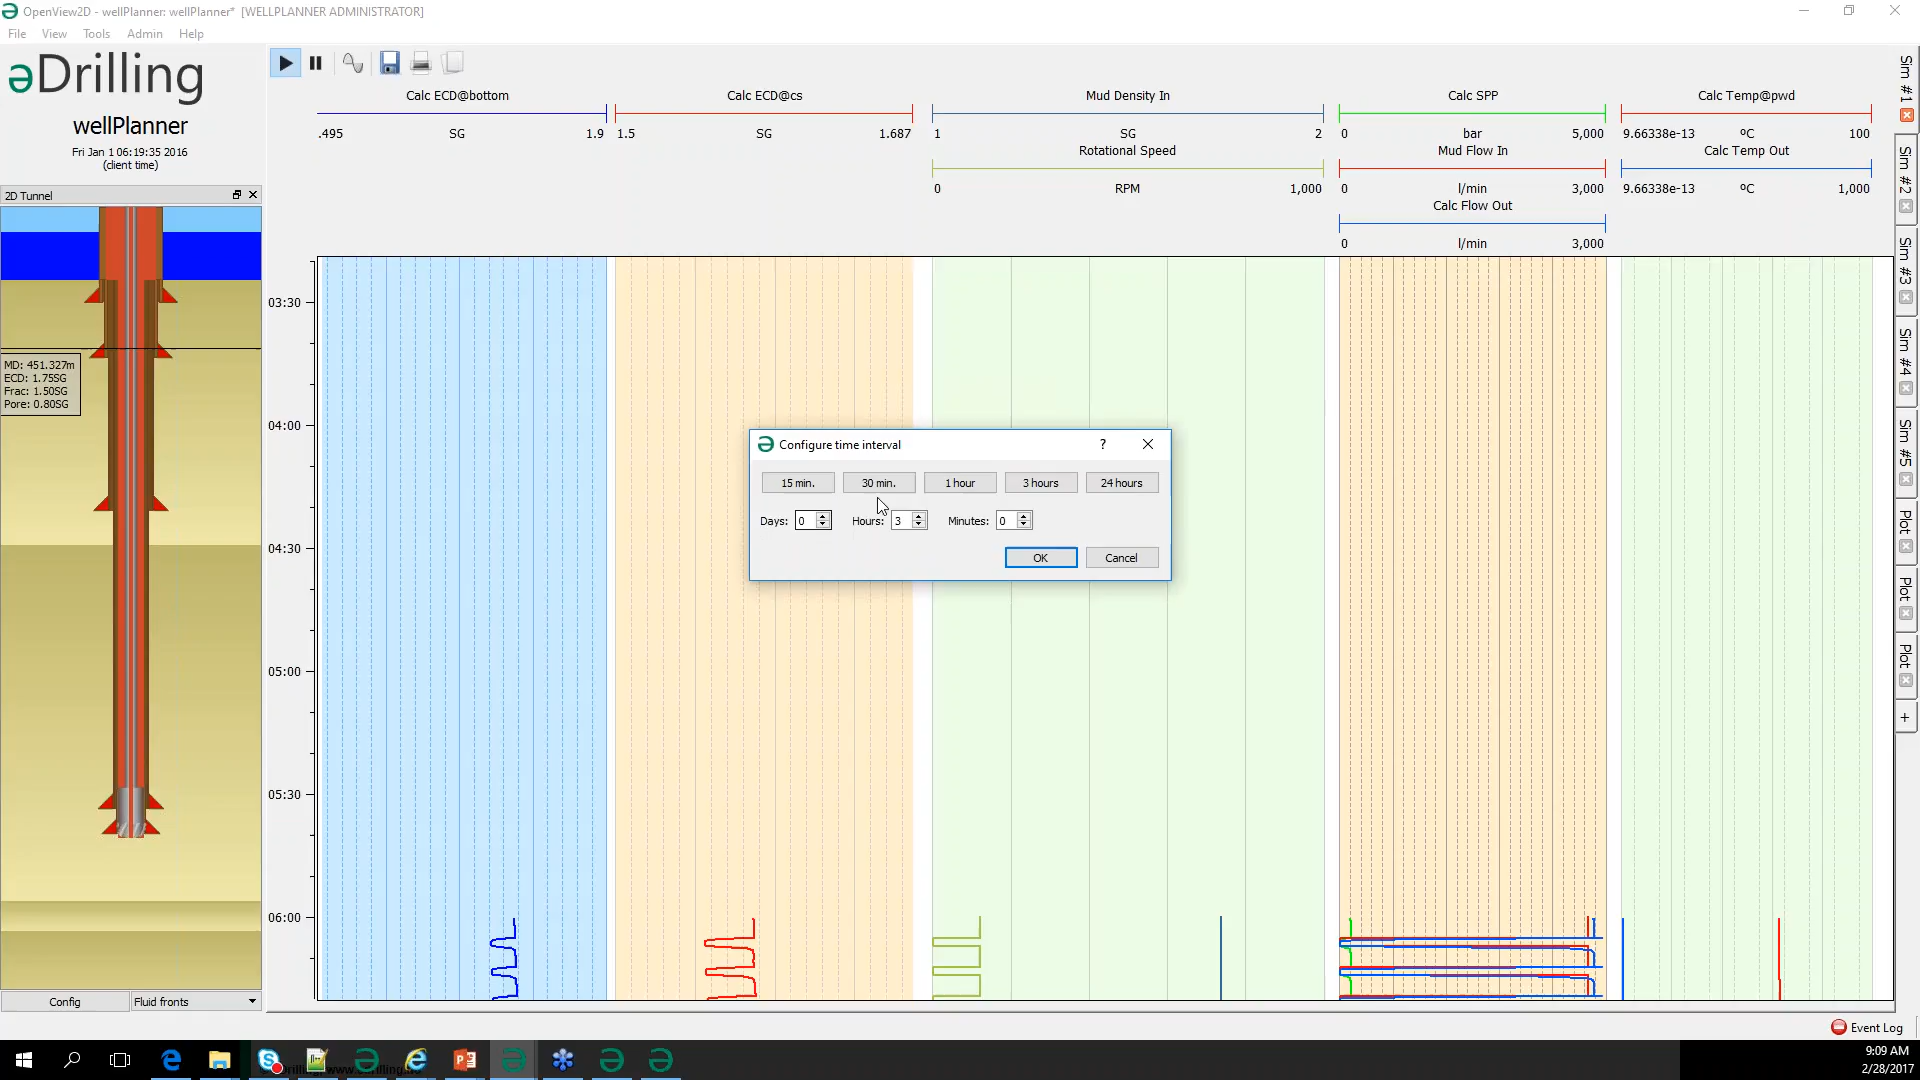 OpenView2D - wellPlanner: wellPlanner* [WELLPLANNER ADMINISTRATOR]
File View Tools Admin Help
əDrilling
wellPlanner
Fri Jan 1 06:19:35 2016
(client time)
2D Tunnel
MD: 451.327m
ECD: 1.75SG
Frac: 1.50SG
Pore: 0.80SG
Config
Fluid fronts
Calc ECD@bottom
.495 SG 1.9
Calc ECD@cs
1.5 SG 1.687
Mud Density In
1 SG 2
Rotational Speed
0 RPM 1,000
Calc SPP
0 bar 5,000
Mud Flow In
0 l/min 3,000
Calc Flow Out
0 l/min 3,000
Calc Temp@pwd
9.66338e-13 ºC 100
Calc Temp Out
9.66338e-13 ºC 1,000
03:30
04:00
04:30
05:00
05:30
06:00
Configure time interval ?
15 min. 30 min. 1 hour 3 hours 24 hours
Days: 0 Hours: 3 Minutes: 0
OK Cancel
Sim #1
Sim #2
Sim #3
Sim #4
Sim #5
Plot
Plot
Plot
+
Event Log
9:09 AM
2/28/2017